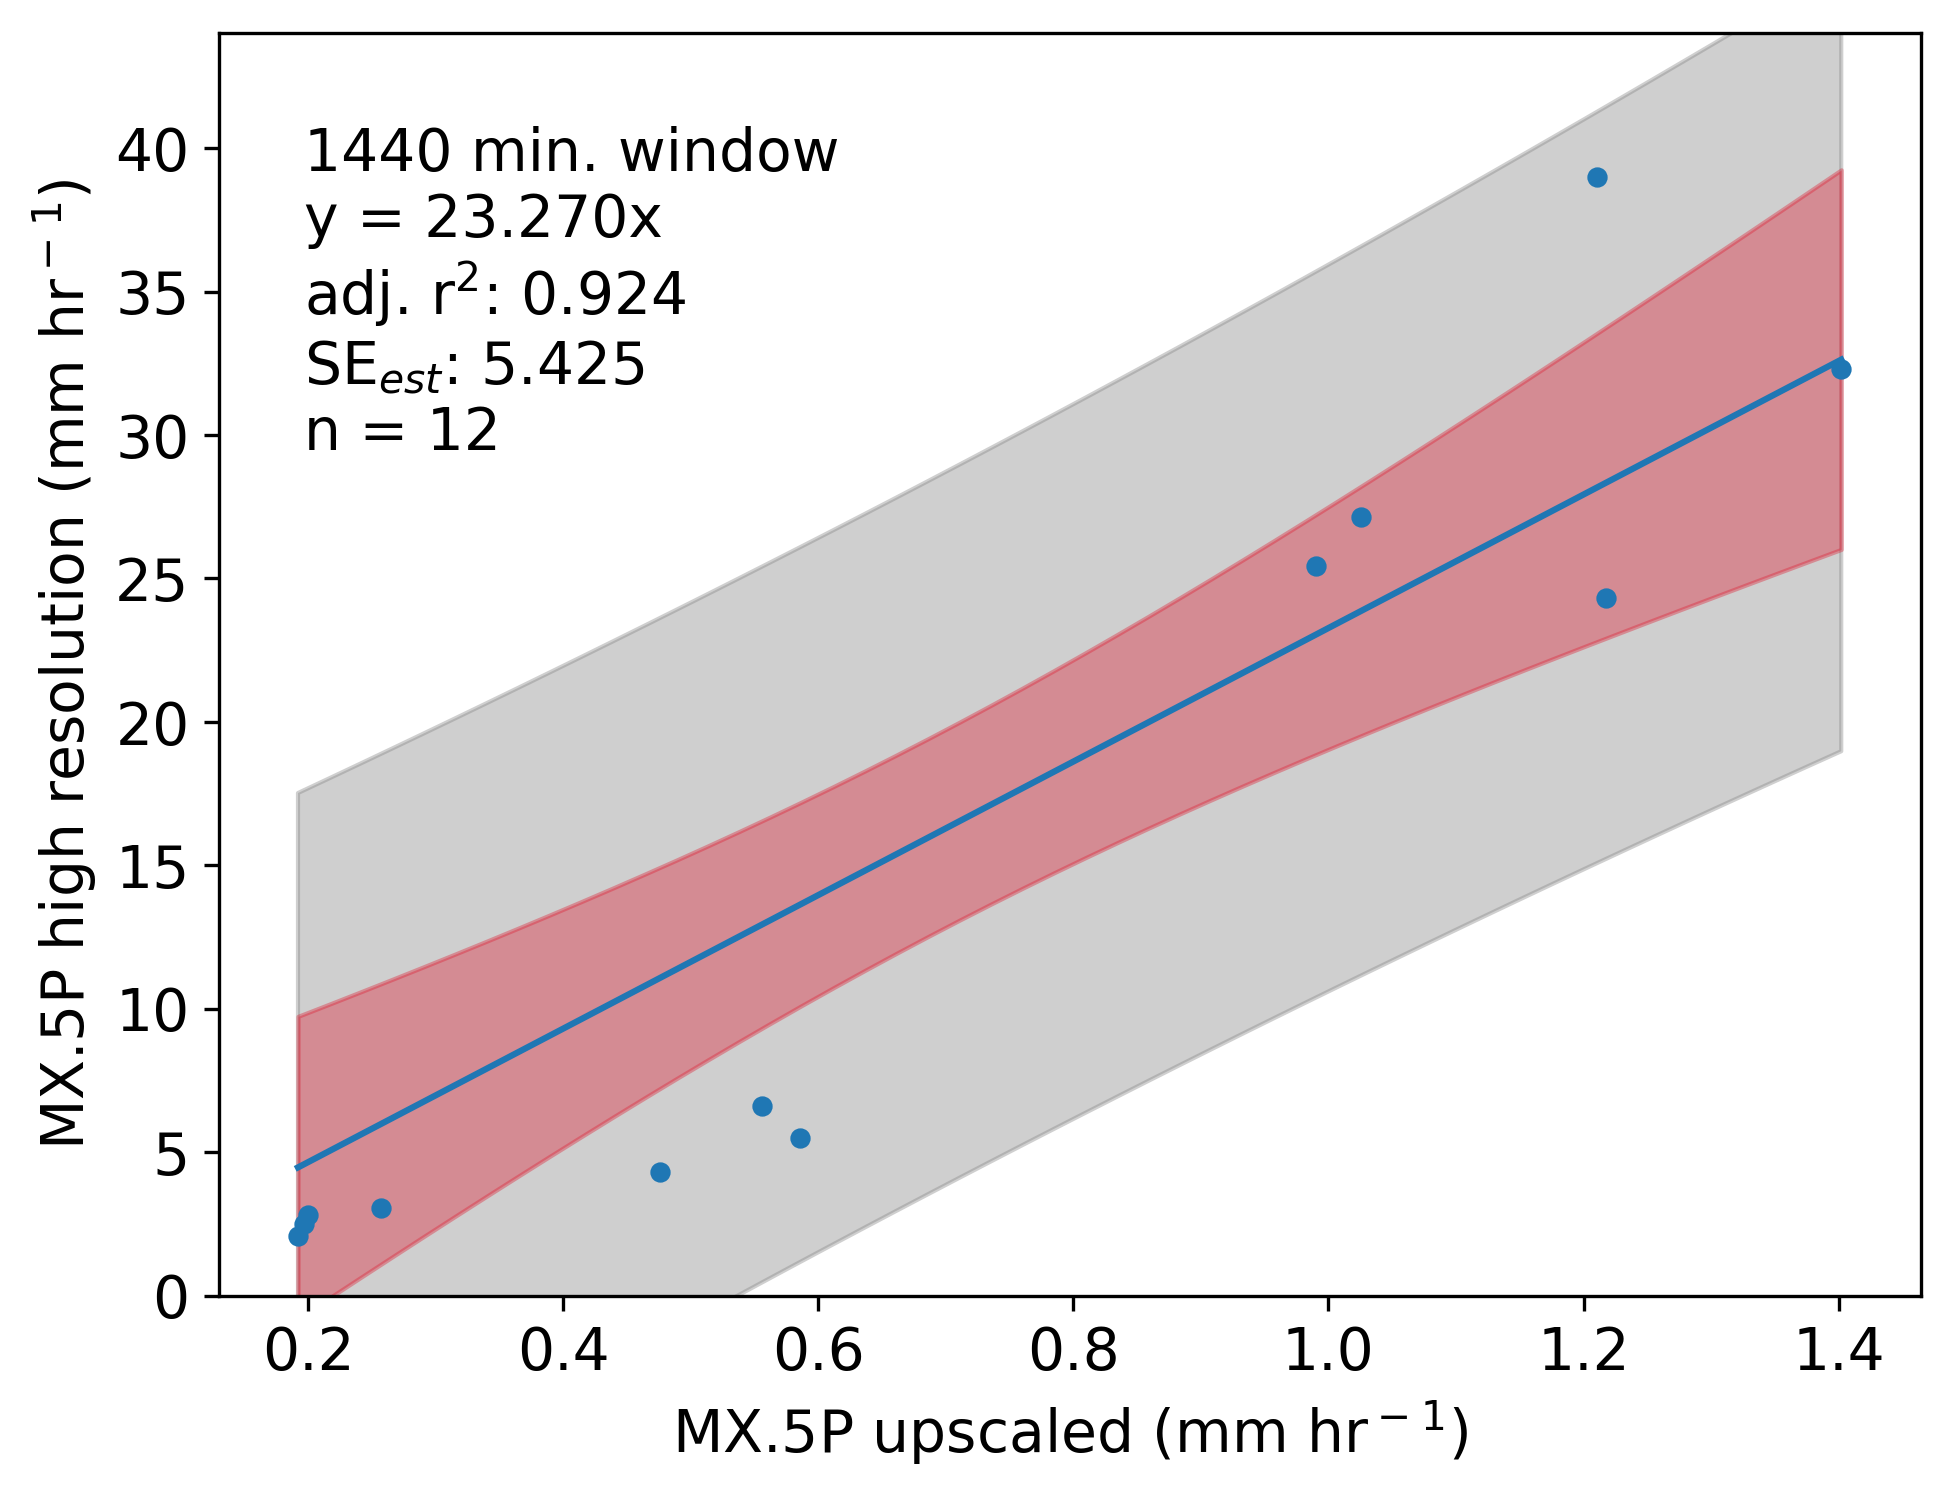 1440 min. window
y = 23.270x
adj. r²: 0.924
SEₑₛₜ: 5.425
n = 12
MX.5P high resolution (mm hr⁻¹)
40
35
30
25
20
15
10
5
0
0.2 0.4 0.6 0.8 1.0 1.2 1.4
MX.5P upscaled (mm hr⁻¹)